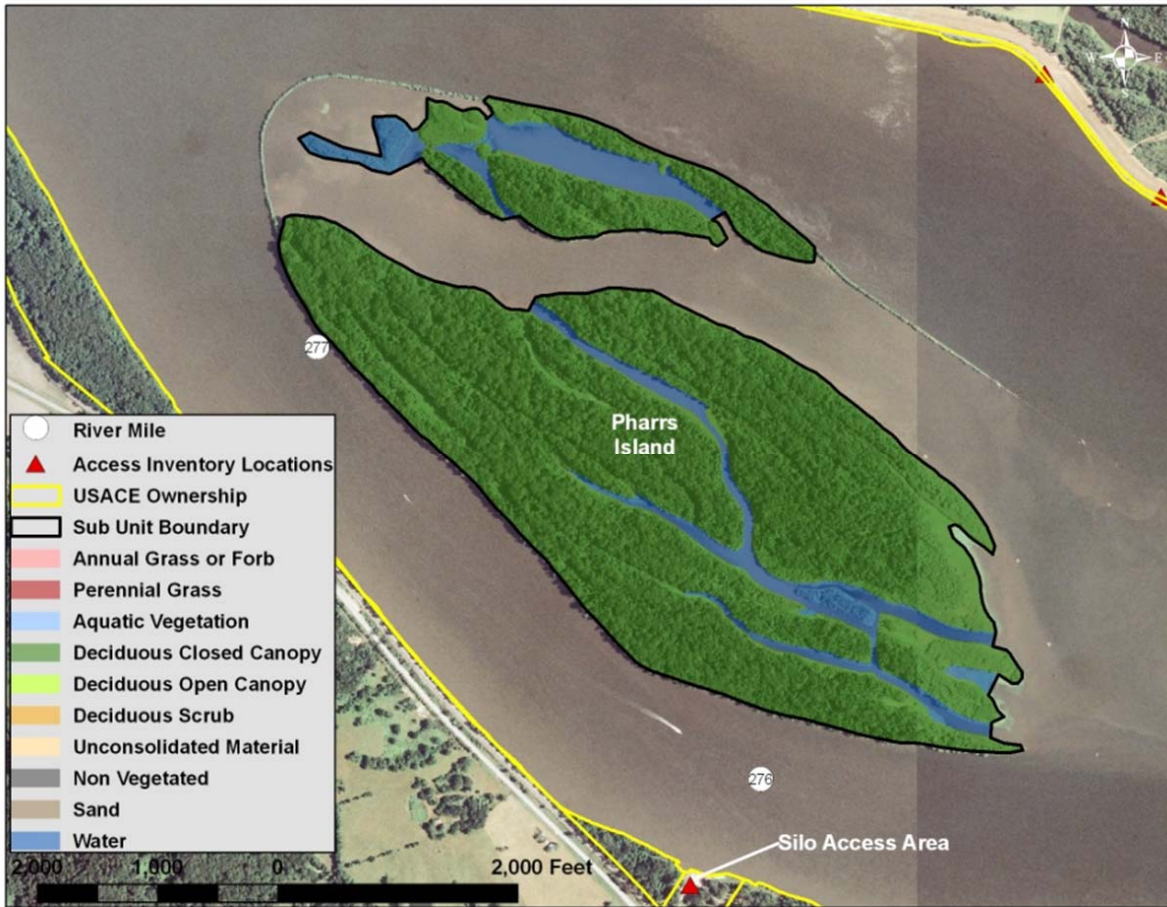 N
W E
S
277
Pharrs
Island
River Mile
Access Inventory Locations
USACE Ownership
Sub Unit Boundary
Annual Grass or Forb
Perennial Grass
Aquatic Vegetation
Deciduous Closed Canopy
Deciduous Open Canopy
Deciduous Scrub
Unconsolidated Material
Non Vegetated
Sand
Water
276
Silo Access Area
2,000 1,000 0 2,000 Feet